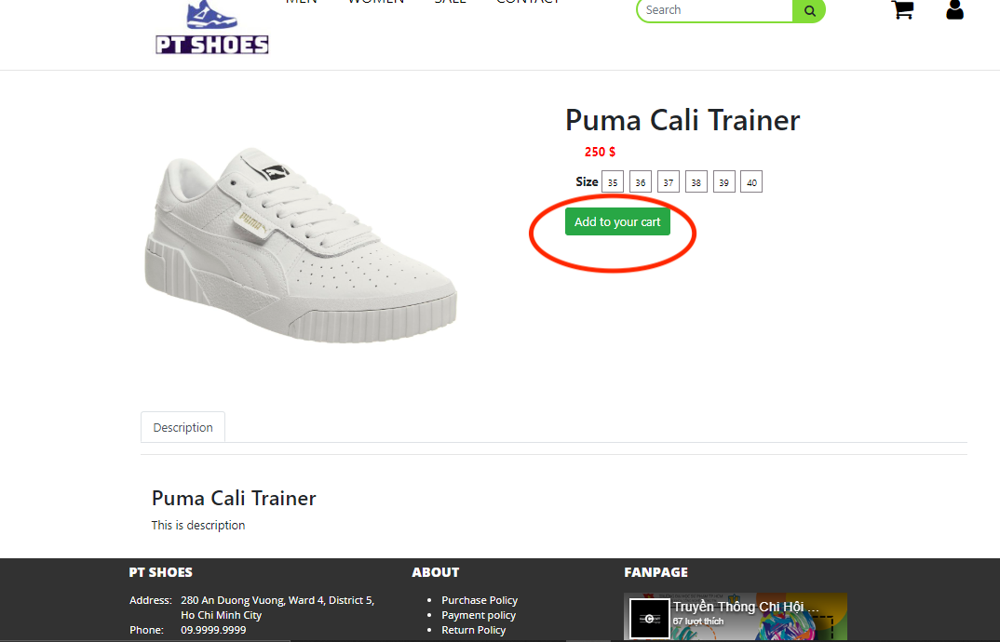 MEN WOMEN SALE CONTACT
Search
PT SHOES
Puma Cali Trainer
250 $
Size 35 36 37 38 39 40
Add to your cart
PUMA
Description
Puma Cali Trainer
This is description
PT SHOES
Address: 280 An Duong Vuong, Ward 4, District 5,
Ho Chi Minh City
Phone: 09.9999.9999
ABOUT
Purchase Policy
Payment policy
Return Policy
FANPAGE
Truyền Thông Chi Hội ...
67 lượt thích